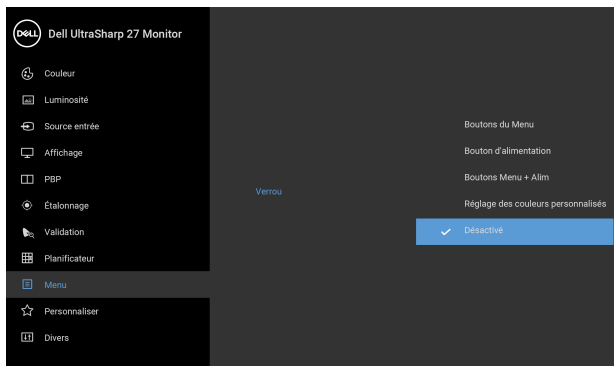 DELL Dell UltraSharp 27 Monitor
Couleur
Luminosité
Source entrée
Affichage
PBP
Étalonnage
Validation
Planificateur
Menu
Personnaliser
Divers
Verrou
Boutons du Menu
Bouton d'alimentation
Boutons Menu + Alim
Réglage des couleurs personnalisés
Désactivé